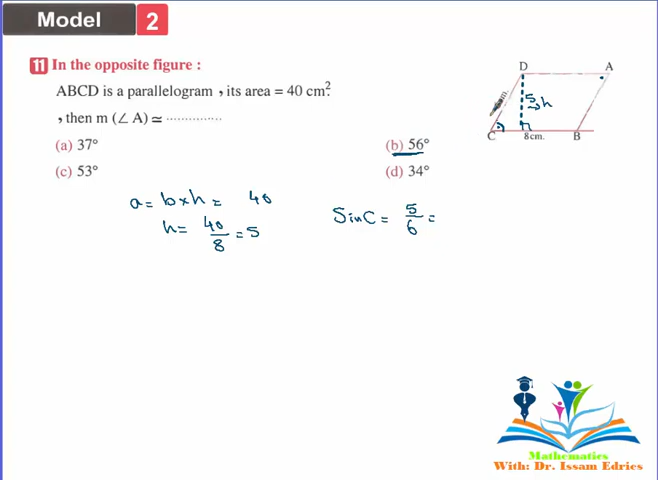 Model 2
11 In the opposite figure :
ABCD is a parallelogram , its area = 40 cm².
, then m (∠ A) ≃ ...............
(a) 37°
(b) 56°
(c) 53°
(d) 34°
D
A
5
h
C
8cm.
B
a = b × h = 40
h = 40/8 = 5
Sin C = 5/6 =
Mathematics
With: Dr. Issam Edries